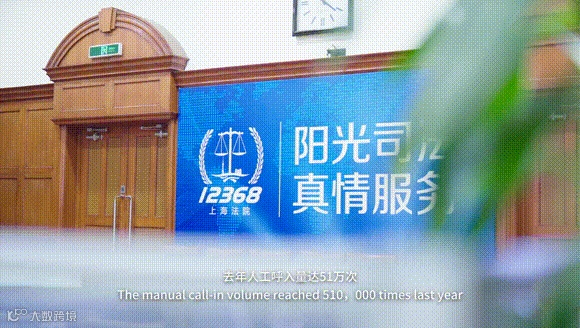 阳光司法
真情服务
12368
上海法院
去年人工呼入量达51万次
The manual call-in volume reached 510，000 times last year
大数跨境